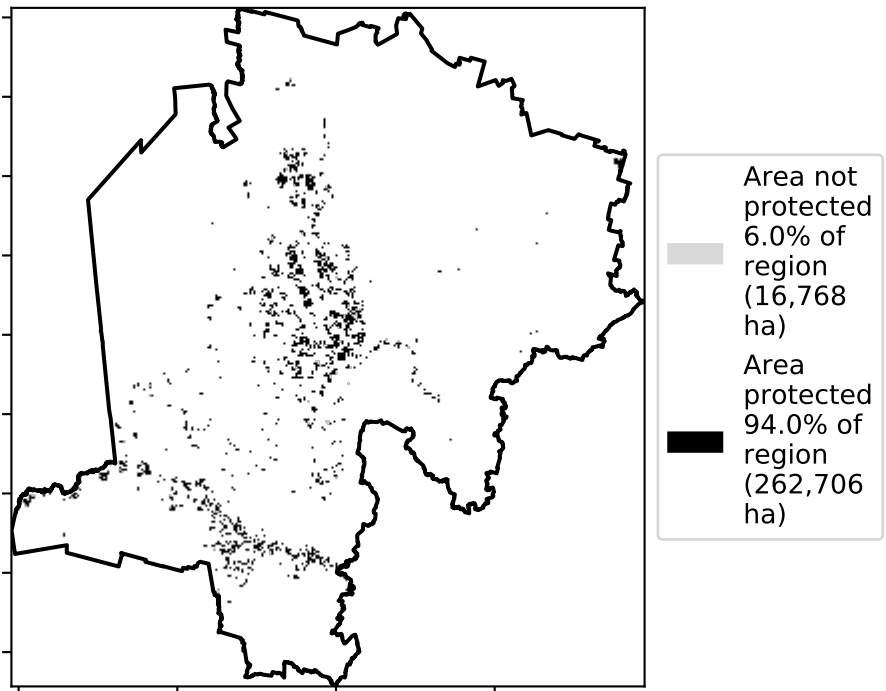 Area not
protected
6.0% of
region
(16,768
ha)
Area
protected
94.0% of
region
(262,706
ha)